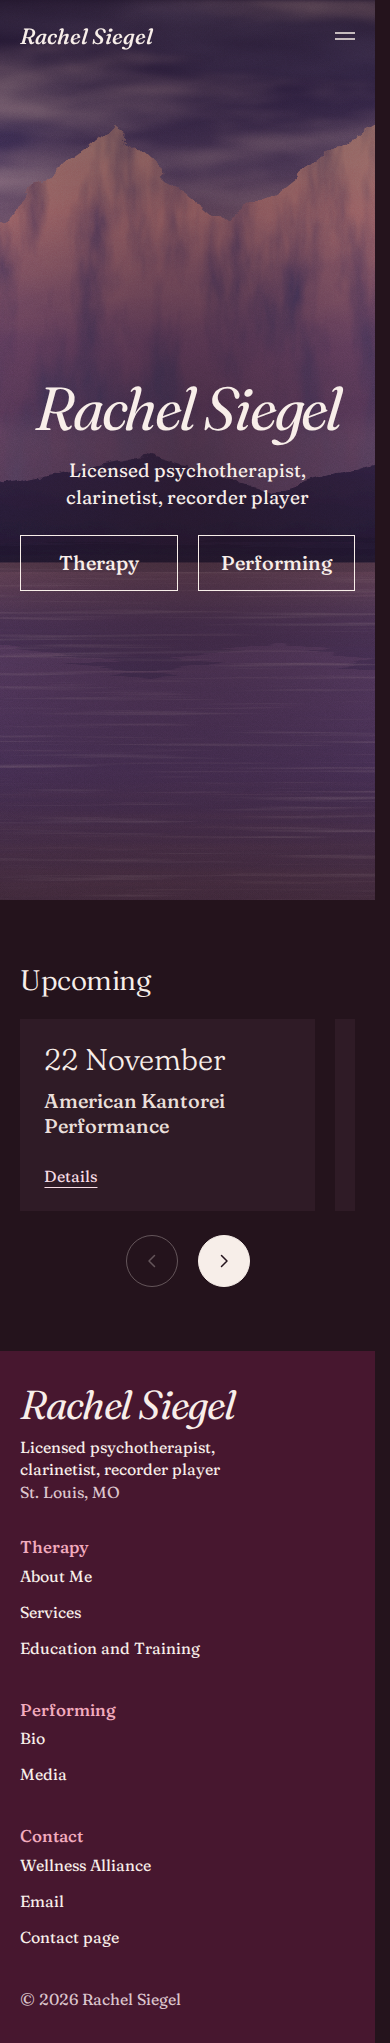 Rachel Siegel
Rachel Siegel
Licensed psychotherapist,
clarinetist, recorder player
Therapy
Performing
Upcoming
22 November
American Kantorei
Performance
Details
Rachel Siegel
Licensed psychotherapist,
clarinetist, recorder player
St. Louis, MO
Therapy
About Me
Services
Education and Training
Performing
Bio
Media
Contact
Wellness Alliance
Email
Contact page
© 2026 Rachel Siegel